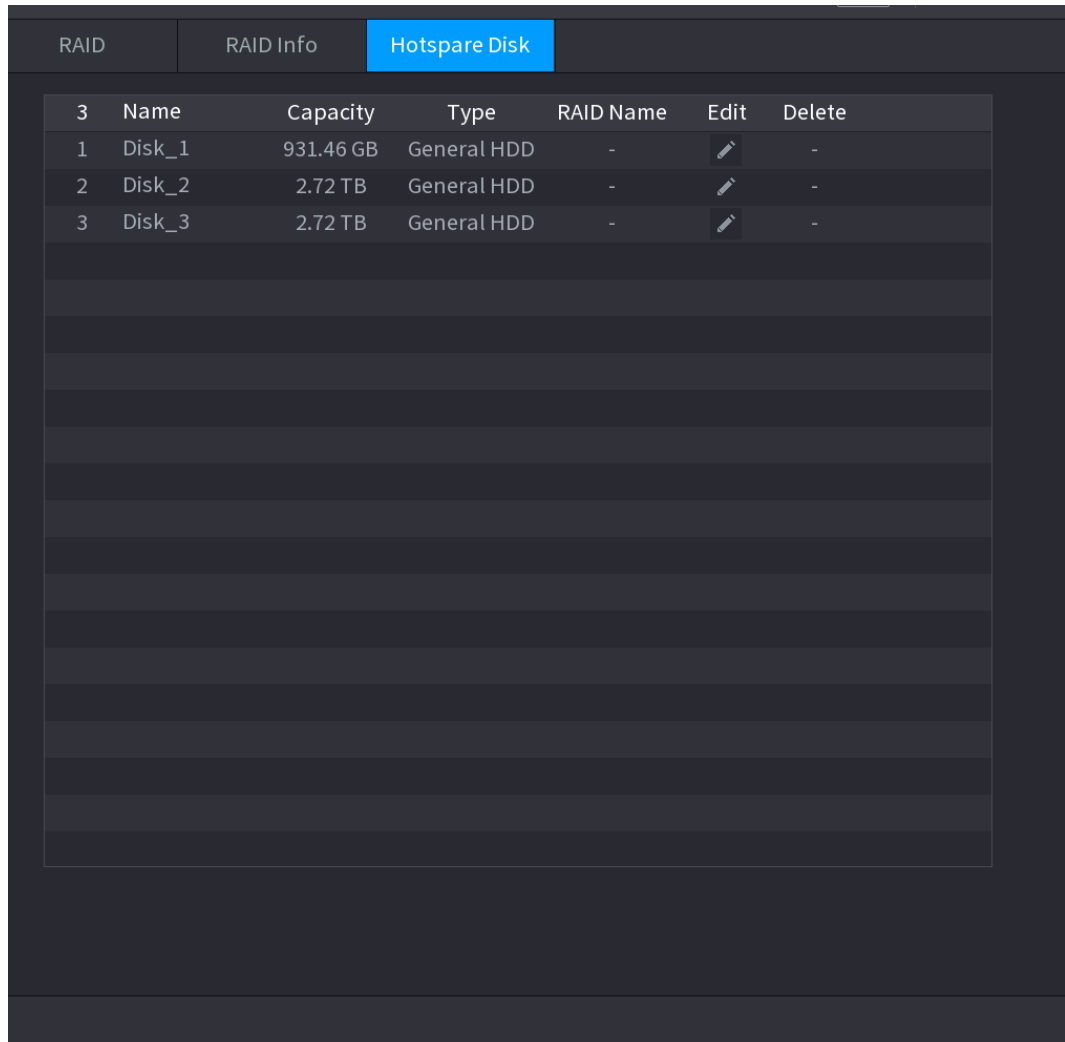 RAID RAID Info Hotspare Disk
3 Name Capacity Type RAID Name Edit Delete
1 Disk_1 931.46 GB General HDD - -
2 Disk_2 2.72 TB General HDD - -
3 Disk_3 2.72 TB General HDD - -